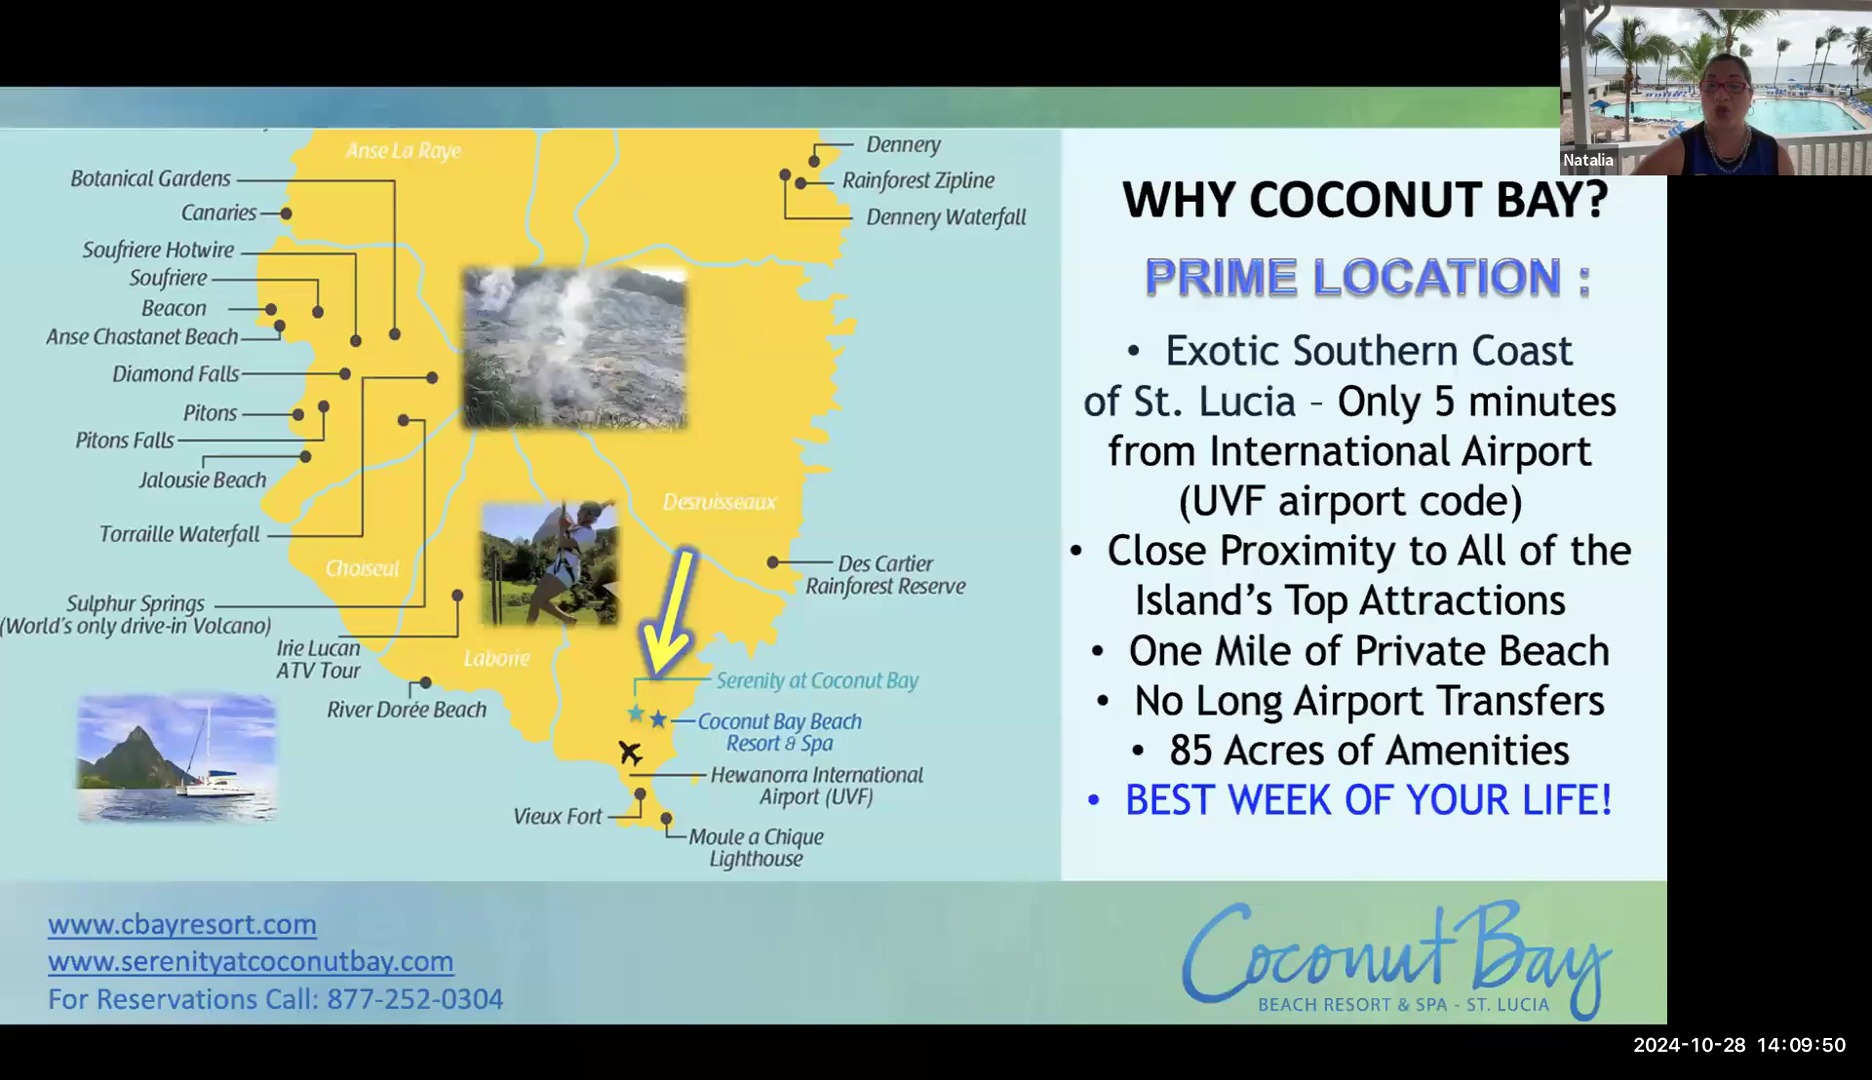 Natalia
Anse La Raye
Botanical Gardens
Canaries
Soufriere Hotwire
Soufriere
Beacon
Anse Chastanet Beach
Diamond Falls
Pitons
Pitons Falls
Jalousie Beach
Torraille Waterfall
Choiseul
Sulphur Springs
(World's only drive-in Volcano)
Irie Lucan
ATV Tour
River Dorée Beach
Laborie
Dennery
Rainforest Zipline
Dennery Waterfall
Desruisseaux
Des Cartier
Rainforest Reserve
Serenity at Coconut Bay
Coconut Bay Beach
Resort & Spa
Hewanorra International
Airport (UVF)
Vieux Fort
Moule a Chique
Lighthouse
WHY COCONUT BAY?
PRIME LOCATION :
• Exotic Southern Coast
of St. Lucia – Only 5 minutes
from International Airport
(UVF airport code)
• Close Proximity to All of the
Island's Top Attractions
• One Mile of Private Beach
• No Long Airport Transfers
• 85 Acres of Amenities
• BEST WEEK OF YOUR LIFE!
www.cbayresort.com
www.serenityatcoconutbay.com
For Reservations Call: 877-252-0304
Coconut Bay
BEACH RESORT & SPA - ST. LUCIA
2024-10-28 14:09:50